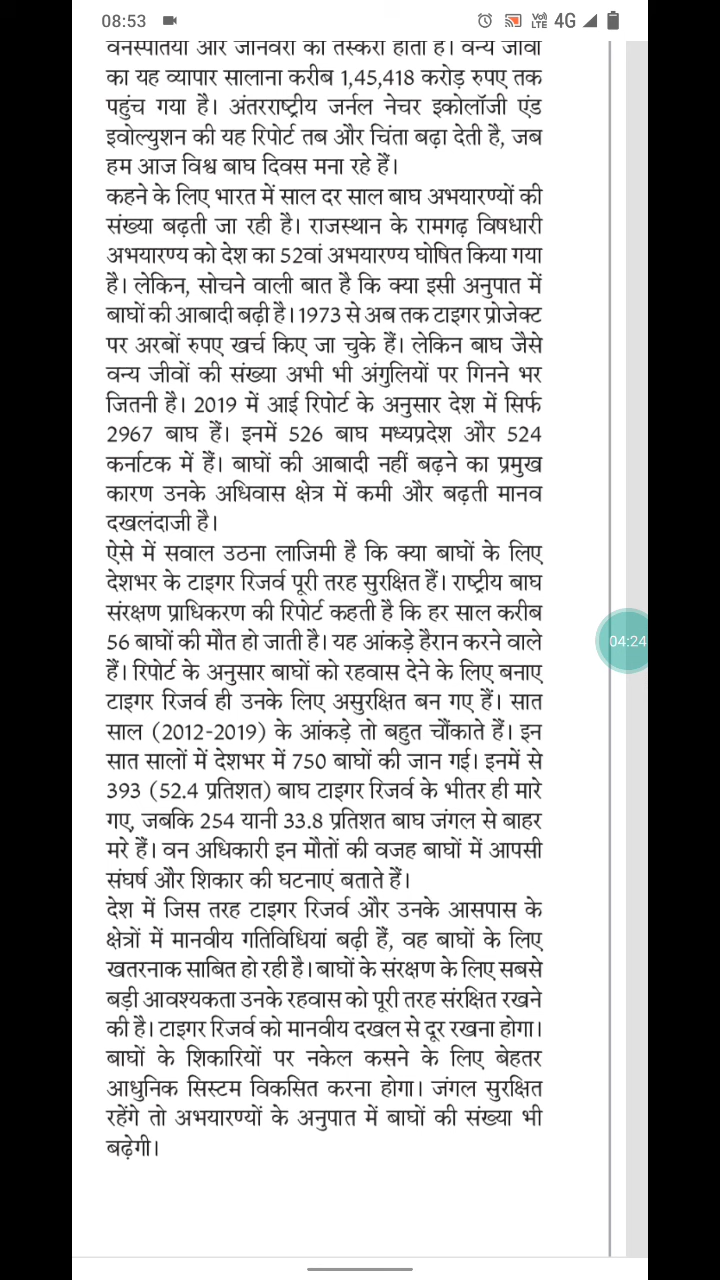 08:53
Vo) LTE 4G
वनस्पतियों और जानवरों की तस्करी होती है। वन्य जीवों
का यह व्यापार सालाना करीब 1,45,418 करोड़ रुपए तक
पहुंच गया है। अंतरराष्ट्रीय जर्नल नेचर इकोलॉजी एंड
इवोल्युशन की यह रिपोर्ट तब और चिंता बढ़ा देती है, जब
हम आज विश्व बाघ दिवस मना रहे हैं।
कहने के लिए भारत में साल दर साल बाघ अभयारण्यों की
संख्या बढ़ती जा रही है। राजस्थान के रामगढ़ विषधारी
अभयारण्य को देश का 52वां अभयारण्य घोषित किया गया
है। लेकिन, सोचने वाली बात है कि क्या इसी अनुपात में
बाघों की आबादी बढ़ी है। 1973 से अब तक टाइगर प्रोजेक्ट
पर अरबों रुपए खर्च किए जा चुके हैं। लेकिन बाघ जैसे
वन्य जीवों की संख्या अभी भी अंगुलियों पर गिनने भर
जितनी है। 2019 में आई रिपोर्ट के अनुसार देश में सिर्फ
2967 बाघ हैं। इनमें 526 बाघ मध्यप्रदेश और 524
कर्नाटक में हैं। बाघों की आबादी नहीं बढ़ने का प्रमुख
कारण उनके अधिवास क्षेत्र में कमी और बढ़ती मानव
दखलंदाजी है।
ऐसे में सवाल उठना लाजिमी है कि क्या बाघों के लिए
देशभर के टाइगर रिजर्व पूरी तरह सुरक्षित हैं। राष्ट्रीय बाघ
संरक्षण प्राधिकरण की रिपोर्ट कहती है कि हर साल करीब
56 बाघों की मौत हो जाती है। यह आंकड़े हैरान करने वाले
हैं। रिपोर्ट के अनुसार बाघों को रहवास देने के लिए बनाए
टाइगर रिजर्व ही उनके लिए असुरक्षित बन गए हैं। सात
साल (2012-2019) के आंकड़े तो बहुत चौंकाते हैं। इन
सात सालों में देशभर में 750 बाघों की जान गई। इनमें से
393 (52.4 प्रतिशत) बाघ टाइगर रिजर्व के भीतर ही मारे
गए, जबकि 254 यानी 33.8 प्रतिशत बाघ जंगल से बाहर
मरे हैं। वन अधिकारी इन मौतों की वजह बाघों में आपसी
संघर्ष और शिकार की घटनाएं बताते हैं।
देश में जिस तरह टाइगर रिजर्व और उनके आसपास के
क्षेत्रों में मानवीय गतिविधियां बढ़ी हैं, वह बाघों के लिए
खतरनाक साबित हो रही है। बाघों के संरक्षण के लिए सबसे
बड़ी आवश्यकता उनके रहवास को पूरी तरह संरक्षित रखने
की है। टाइगर रिजर्व को मानवीय दखल से दूर रखना होगा।
बाघों के शिकारियों पर नकेल कसने के लिए बेहतर
आधुनिक सिस्टम विकसित करना होगा। जंगल सुरक्षित
रहेंगे तो अभयारण्यों के अनुपात में बाघों की संख्या भी
बढ़ेगी।
04:24